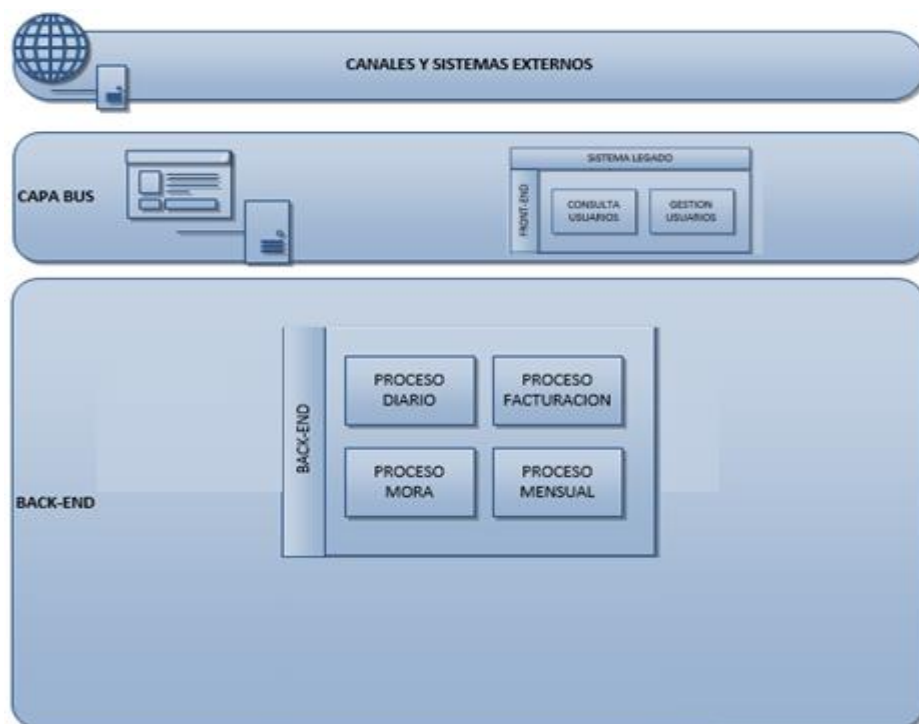 CANALES Y SISTEMAS EXTERNOS
CAPA BUS
SISTEMA LEGADO
FRONT-END
CONSULTA
USUARIOS
GESTION
USUARIOS
BACK-END
BACK-END
PROCESO
DIARIO
PROCESO
FACTURACION
PROCESO
MORA
PROCESO
MENSUAL